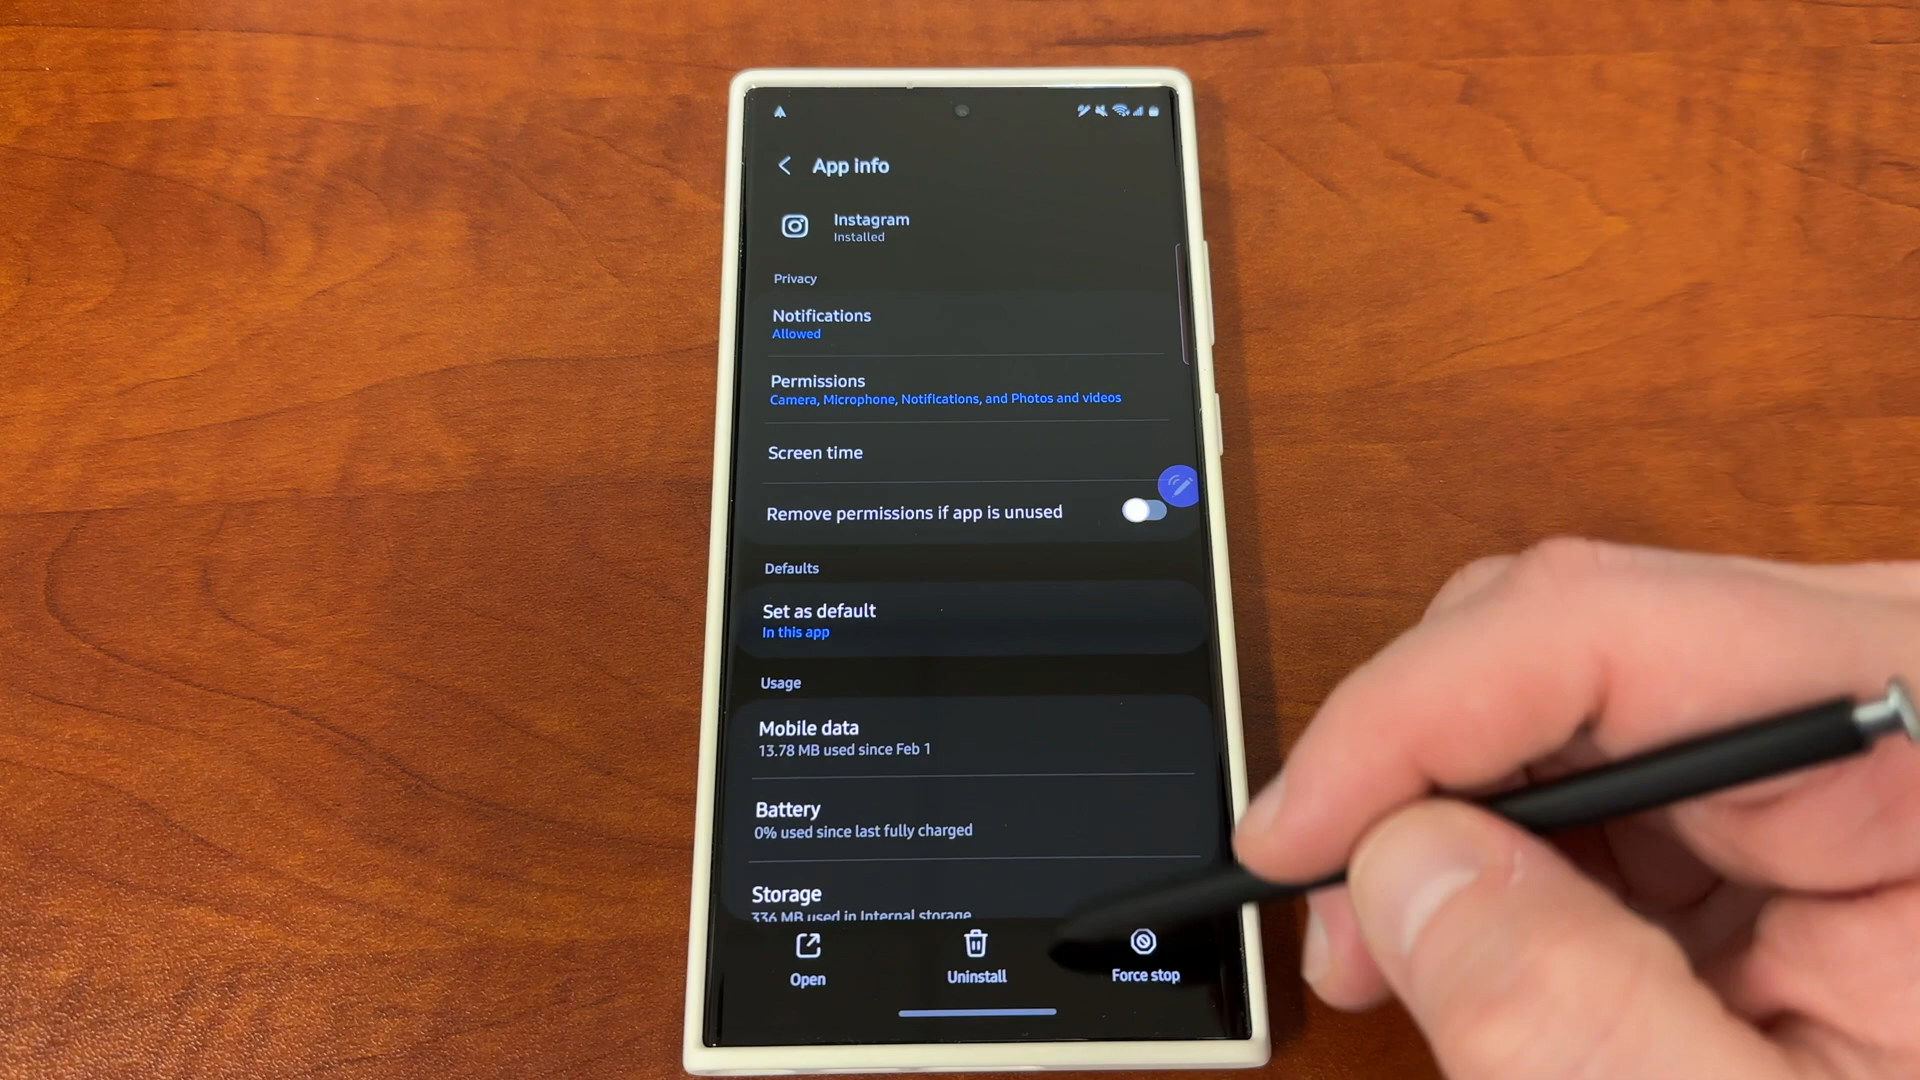 App info
Instagram
Installed
Privacy
Notifications
Allowed
Permissions
Camera, Microphone, Notifications, and Photos and videos
Screen time
Remove permissions if app is unused
Defaults
Set as default
In this app
Usage
Mobile data
13.78 MB used since Feb 1
Battery
0% used since last fully charged
Storage
336 MB used in Internal storage
Open
Uninstall
Force stop